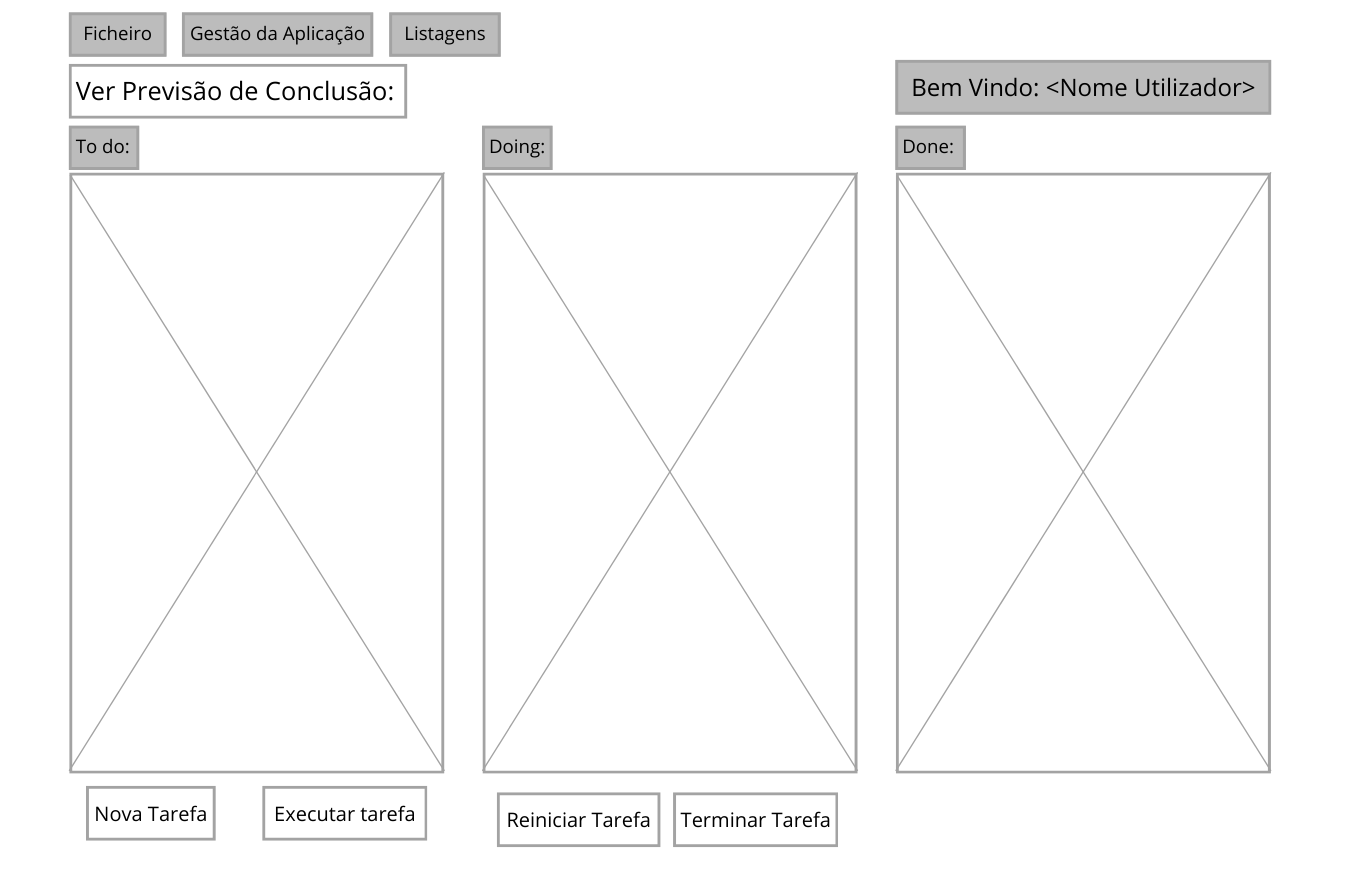 Ficheiro
Gestão da Aplicação
Listagens
Ver Previsão de Conclusão:
Bem Vindo: <Nome Utilizador>
To do:
Doing:
Done:
Nova Tarefa
Executar tarefa
Reiniciar Tarefa
Terminar Tarefa